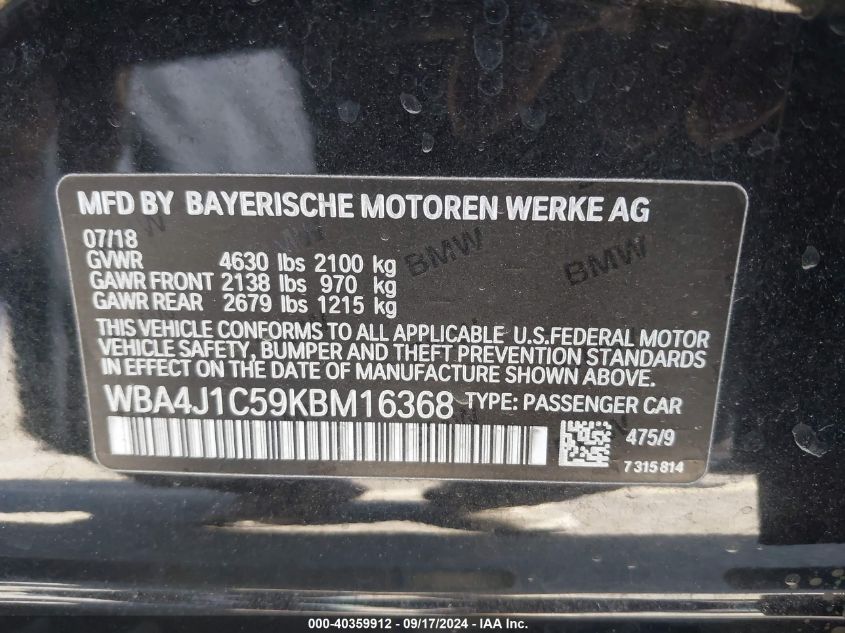 MFD BY BAYERISCHE MOTOREN WERKE AG
07/18
GVWR 4630 lbs 2100 kg
GAWR FRONT 2138 lbs 970 kg
GAWR REAR 2679 lbs 1215 kg
BMW BMW
THIS VEHICLE CONFORMS TO ALL APPLICABLE U.S.FEDERAL MOTOR
VEHICLE SAFETY, BUMPER AND THEFT PREVENTION STANDARDS
IN EFFECT ON THE DATE OF MANUFACTURE SHOWN ABOVE.
WBA4J1C59KBM16368 TYPE: PASSENGER CAR
475/9
7 315 814
000-40359912 - 09/17/2024 - © IAA, Inc.